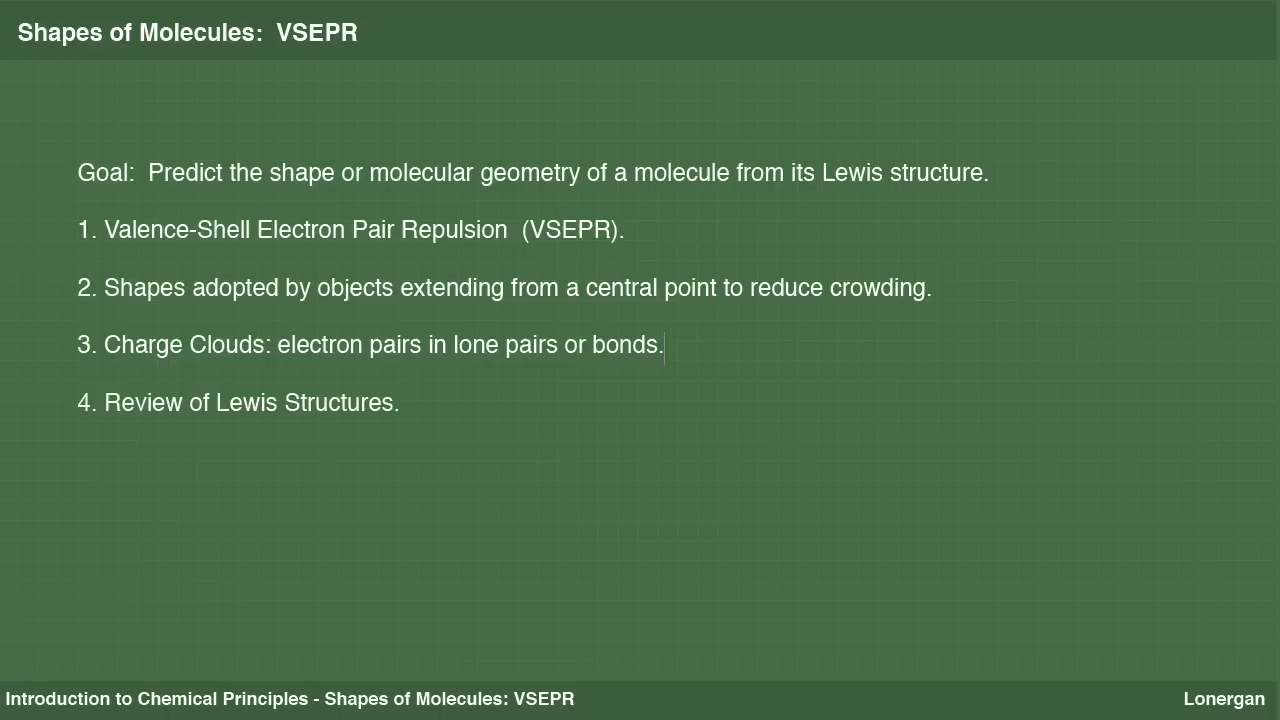 Shapes of Molecules:  VSEPR
Goal:  Predict the shape or molecular geometry of a molecule from its Lewis structure.
1. Valence-Shell Electron Pair Repulsion  (VSEPR).
2. Shapes adopted by objects extending from a central point to reduce crowding.
3. Charge Clouds: electron pairs in lone pairs or bonds.
4. Review of Lewis Structures.
Introduction to Chemical Principles - Shapes of Molecules: VSEPR
Lonergan